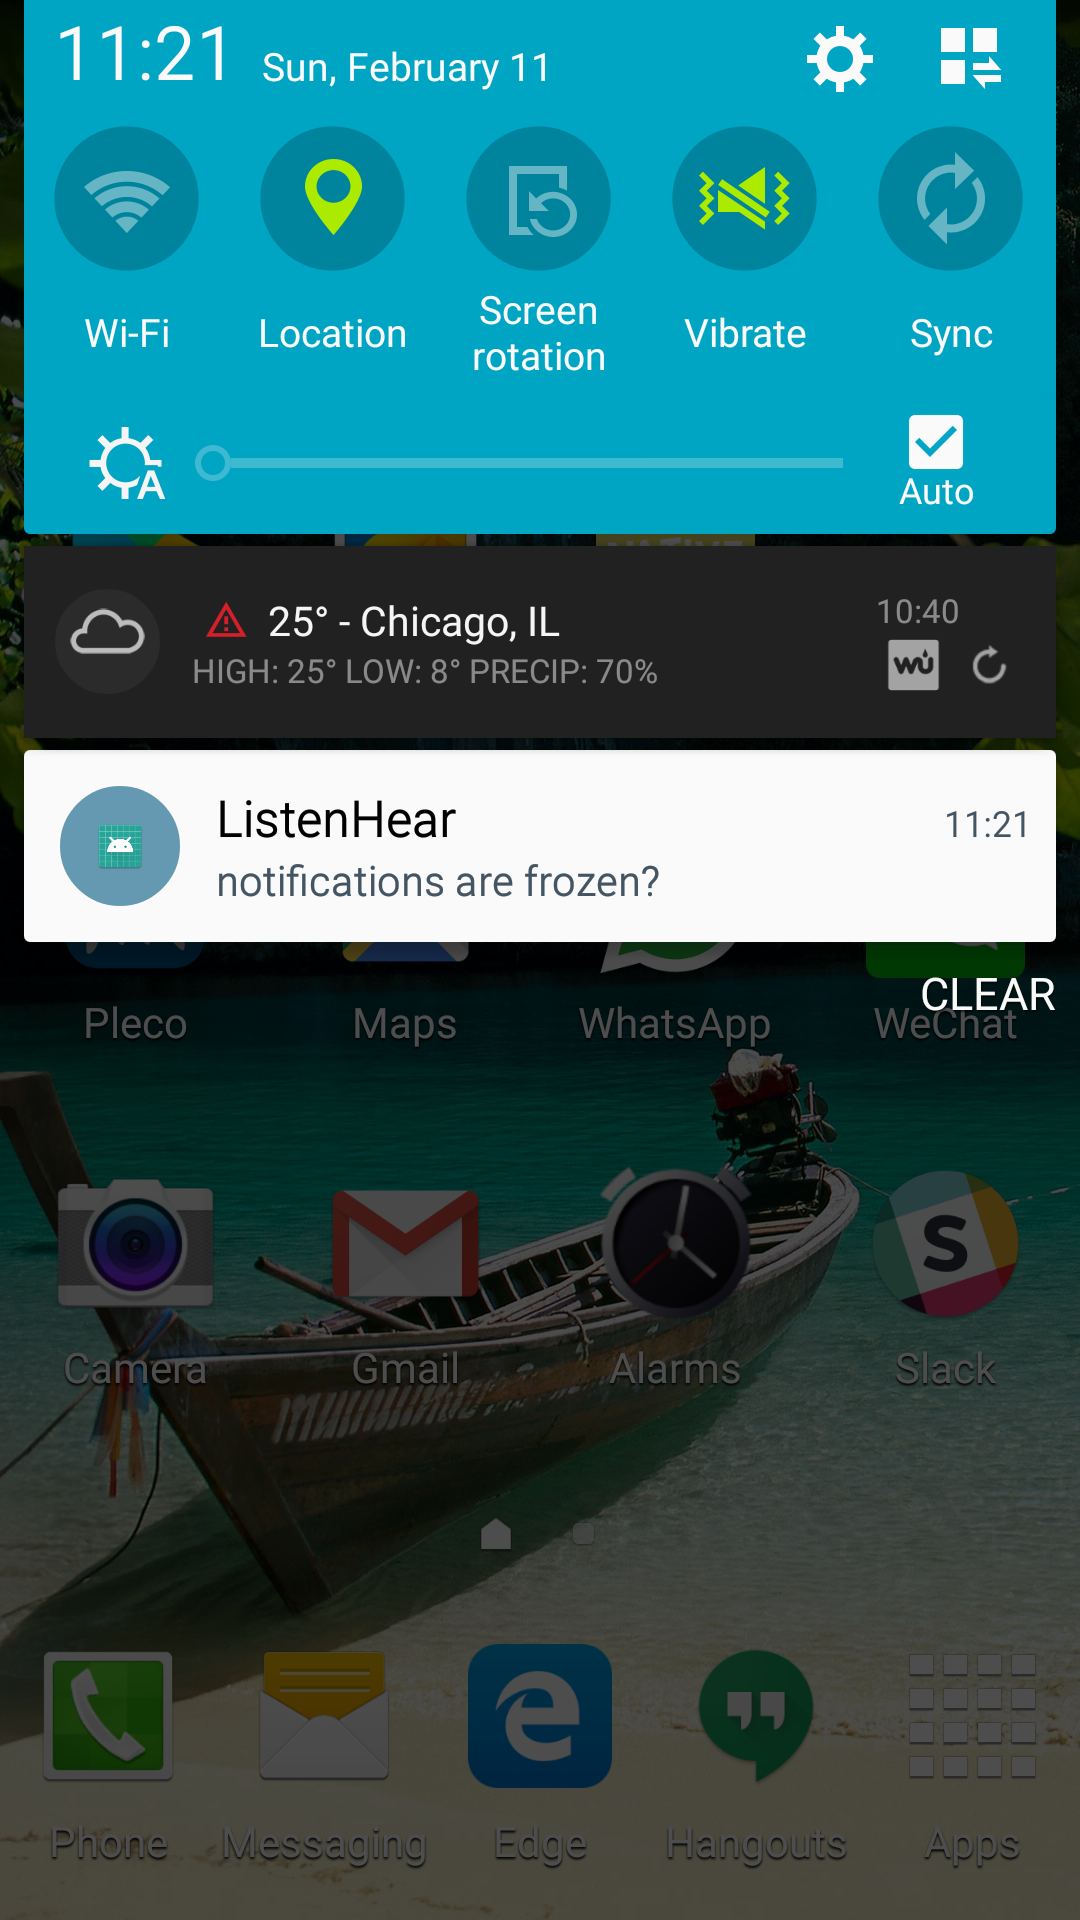 11:21 Sun, February 11
Wi-Fi
Location
Screen rotation
Vibrate
Sync
A
Auto
25° - Chicago, IL
10:40
HIGH: 25° LOW: 8° PRECIP: 70%
wu
ListenHear
11:21
notifications are frozen?
CLEAR
Pleco
Maps
WhatsApp
WeChat
S
Camera
Gmail
Alarms
Slack
Phone
Messaging
Edge
Hangouts
Apps